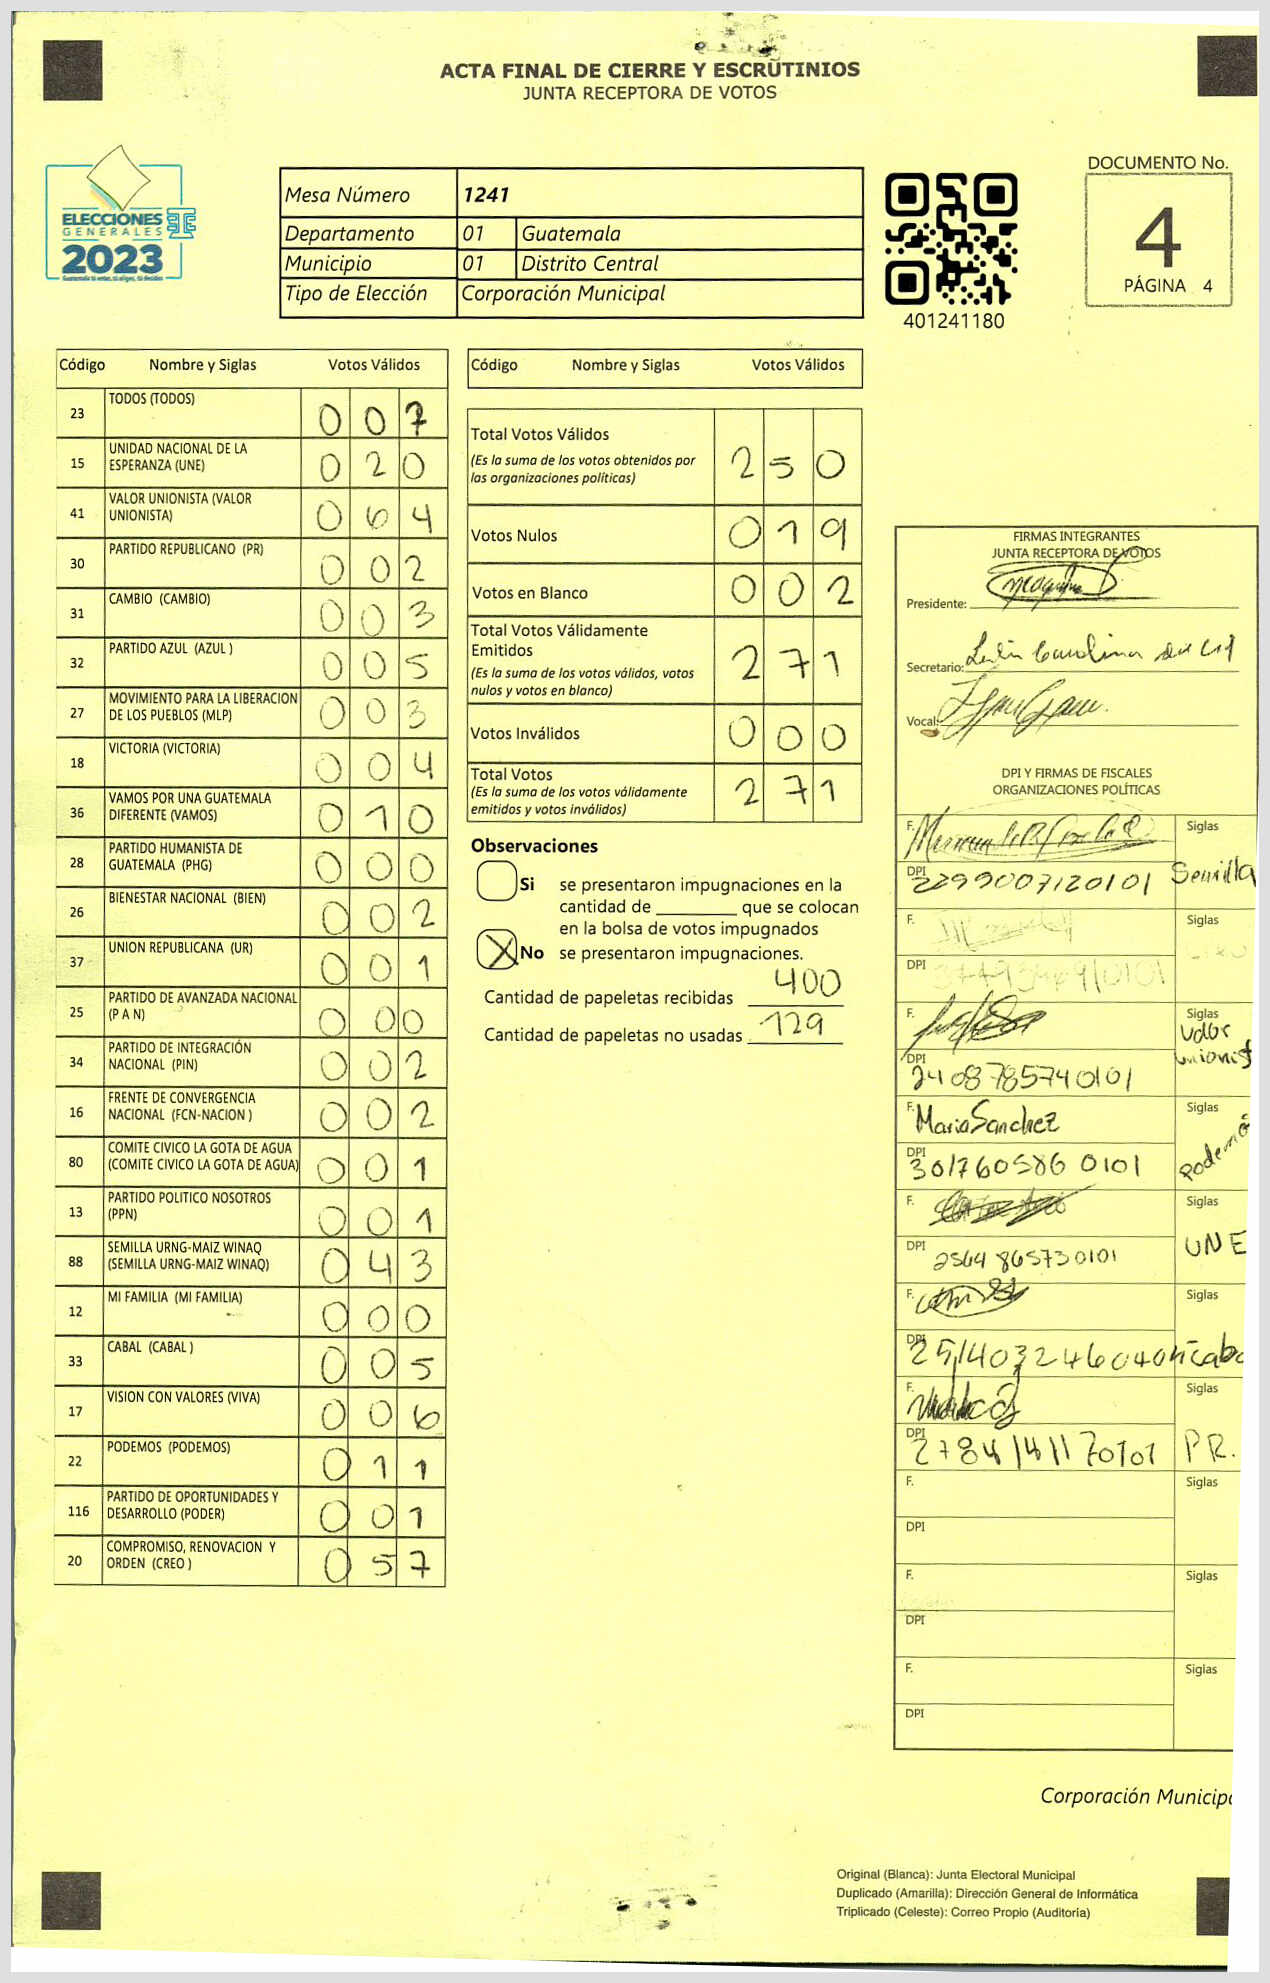 ACTA FINAL DE CIERRE Y ESCRUTINIOS
JUNTA RECEPTORA DE VOTOS
ELECCIONES
GENERALES
2023
Mesa Número 1241
Departamento 01 Guatemala
Municipio 01 Distrito Central
Tipo de Elección Corporación Municipal
401241180
DOCUMENTO No.
4
PÁGINA 4
Código Nombre y Siglas Votos Válidos
23 TODOS (TODOS) 0 0 7
15 UNIDAD NACIONAL DE LA
ESPERANZA (UNE) 0 2 0
41 VALOR UNIONISTA (VALOR
UNIONISTA) 0 6 4
30 PARTIDO REPUBLICANO (PR) 0 0 2
31 CAMBIO (CAMBIO) 0 0 3
32 PARTIDO AZUL (AZUL ) 0 0 5
27 MOVIMIENTO PARA LA LIBERACION
DE LOS PUEBLOS (MLP) 0 0 3
18 VICTORIA (VICTORIA) 0 0 4
36 VAMOS POR UNA GUATEMALA
DIFERENTE (VAMOS) 0 1 0
28 PARTIDO HUMANISTA DE
GUATEMALA (PHG) 0 0 0
26 BIENESTAR NACIONAL (BIEN) 0 0 2
37 UNION REPUBLICANA (UR) 0 0 1
25 PARTIDO DE AVANZADA NACIONAL
(P A N) 0 0 0
34 PARTIDO DE INTEGRACIÓN
NACIONAL (PIN) 0 0 2
16 FRENTE DE CONVERGENCIA
NACIONAL (FCN-NACION ) 0 0 2
80 COMITE CIVICO LA GOTA DE AGUA
(COMITE CIVICO LA GOTA DE AGUA) 0 0 1
13 PARTIDO POLITICO NOSOTROS
(PPN) 0 0 1
88 SEMILLA URNG-MAIZ WINAQ
(SEMILLA URNG-MAIZ WINAQ) 0 4 3
12 MI FAMILIA (MI FAMILIA) 0 0 0
33 CABAL (CABAL ) 0 0 5
17 VISION CON VALORES (VIVA) 0 0 6
22 PODEMOS (PODEMOS) 0 1 1
116 PARTIDO DE OPORTUNIDADES Y
DESARROLLO (PODER) 0 0 1
20 COMPROMISO, RENOVACION Y
ORDEN (CREO ) 0 5 7
Código Nombre y Siglas Votos Válidos
Total Votos Válidos
(Es la suma de los votos obtenidos por
las organizaciones políticas) 2 5 0
Votos Nulos 0 1 9
Votos en Blanco 0 0 2
Total Votos Válidamente
Emitidos
(Es la suma de los votos válidos, votos
nulos y votos en blanco) 2 7 1
Votos Inválidos 0 0 0
Total Votos
(Es la suma de los votos válidamente
emitidos y votos inválidos) 2 7 1
Observaciones
Si se presentaron impugnaciones en la
cantidad de ________ que se colocan
en la bolsa de votos impugnados
X No se presentaron impugnaciones.
Cantidad de papeletas recibidas 400
Cantidad de papeletas no usadas 129
FIRMAS INTEGRANTES
JUNTA RECEPTORA DE VOTOS
Presidente:
Secretario: Carolina
Vocal:
DPI Y FIRMAS DE FISCALES
ORGANIZACIONES POLÍTICAS
F. Siglas
DPI 2299007120101 Semilla
F. Siglas
DPI
F. Siglas
Valor
Unionist
DPI 2408785740101
F. Maria Sanchez Siglas
DPI 301760586 0101 Podemos
F. Siglas
DPI 2564 865730101 UNE
F. Siglas
DPI
F. Siglas
DPI PR.
F. Siglas
DPI
F. Siglas
DPI
F. Siglas
DPI
Corporación Municip
Original (Blanca): Junta Electoral Municipal
Duplicado (Amarilla): Dirección General de Informática
Triplicado (Celeste): Correo Propio (Auditoría)